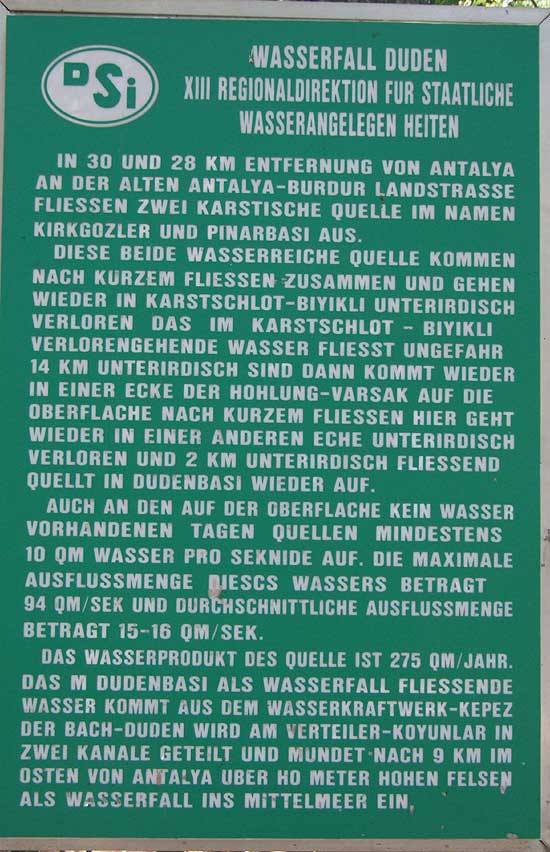 DSi
WASSERFALL DUDEN
XIII REGIONALDIREKTION FUR STAATLICHE
WASSERANGELEGEN HEITEN
IN 30 UND 28 KM ENTFERNUNG VON ANTALYA
AN DER ALTEN ANTALYA-BURDUR LANDSTRASSE
FLIESSEN ZWEI KARSTISCHE QUELLE IM NAMEN
KIRKGOZLER UND PINARBASI AUS.
DIESE BEIDE WASSERREICHE QUELLE KOMMEN
NACH KURZEM FLIESSEN ZUSAMMEN UND GEHEN
WIEDER IN KARSTSCHLOT-BIYIKLI UNTERIRDISCH
VERLOREN DAS IM KARSTSCHLOT - BIYIKLI
VERLORENGEHENDE WASSER FLIESST UNGEFAHR
14 KM UNTERIRDISCH SIND DANN KOMMT WIEDER
IN EINER ECKE DER HOHLUNG-VARSAK AUF DIE
OBERFLACHE NACH KURZEM FLIESSEN HIER GEHT
WIEDER IN EINER ANDEREN ECHE UNTERIRDISCH
VERLOREN UND 2 KM UNTERIRDISCH FLIESSEND
QUELLT IN DUDENBASI WIEDER AUF.
AUCH AN DEN AUF DER OBERFLACHE KEIN WASSER
VORHANDENEN TAGEN QUELLEN MINDESTENS
10 QM WASSER PRO SEKNIDE AUF. DIE MAXIMALE
AUSFLUSSMENGE DIESCS WASSERS BETRAGT
94 QM/SEK UND DURCHSCHNITTLICHE AUSFLUSSMENGE
BETRAGT 15-16 QM/SEK.
DAS WASSERPRODUKT DES QUELLE IST 275 QM/JAHR.
DAS M DUDENBASI ALS WASSERFALL FLIESSENDE
WASSER KOMMT AUS DEM WASSERKRAFTWERK-KEPEZ
DER BACH-DUDEN WIRD AM VERTEILER-KOYUNLAR IN
ZWEI KANALE GETEILT UND MUNDET NACH 9 KM IM
OSTEN VON ANTALYA UBER HO METER HOHEN FELSEN
ALS WASSERFALL INS MITTELMEER EIN.